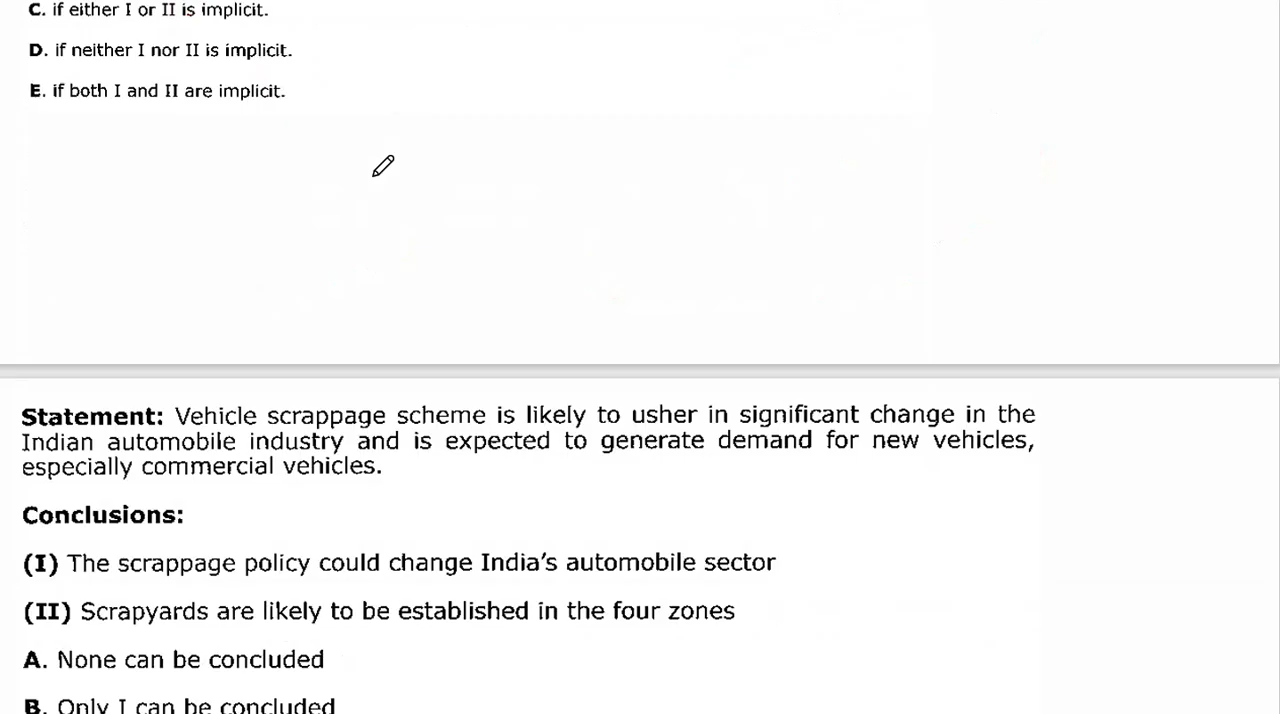 C. if either I or II is implicit.
D. if neither I nor II is implicit.
E. if both I and II are implicit.
Statement: Vehicle scrappage scheme is likely to usher in significant change in the
Indian automobile industry and is expected to generate demand for new vehicles,
especially commercial vehicles.
Conclusions:
(I) The scrappage policy could change India's automobile sector
(II) Scrapyards are likely to be established in the four zones
A. None can be concluded
B. Only I can be concluded